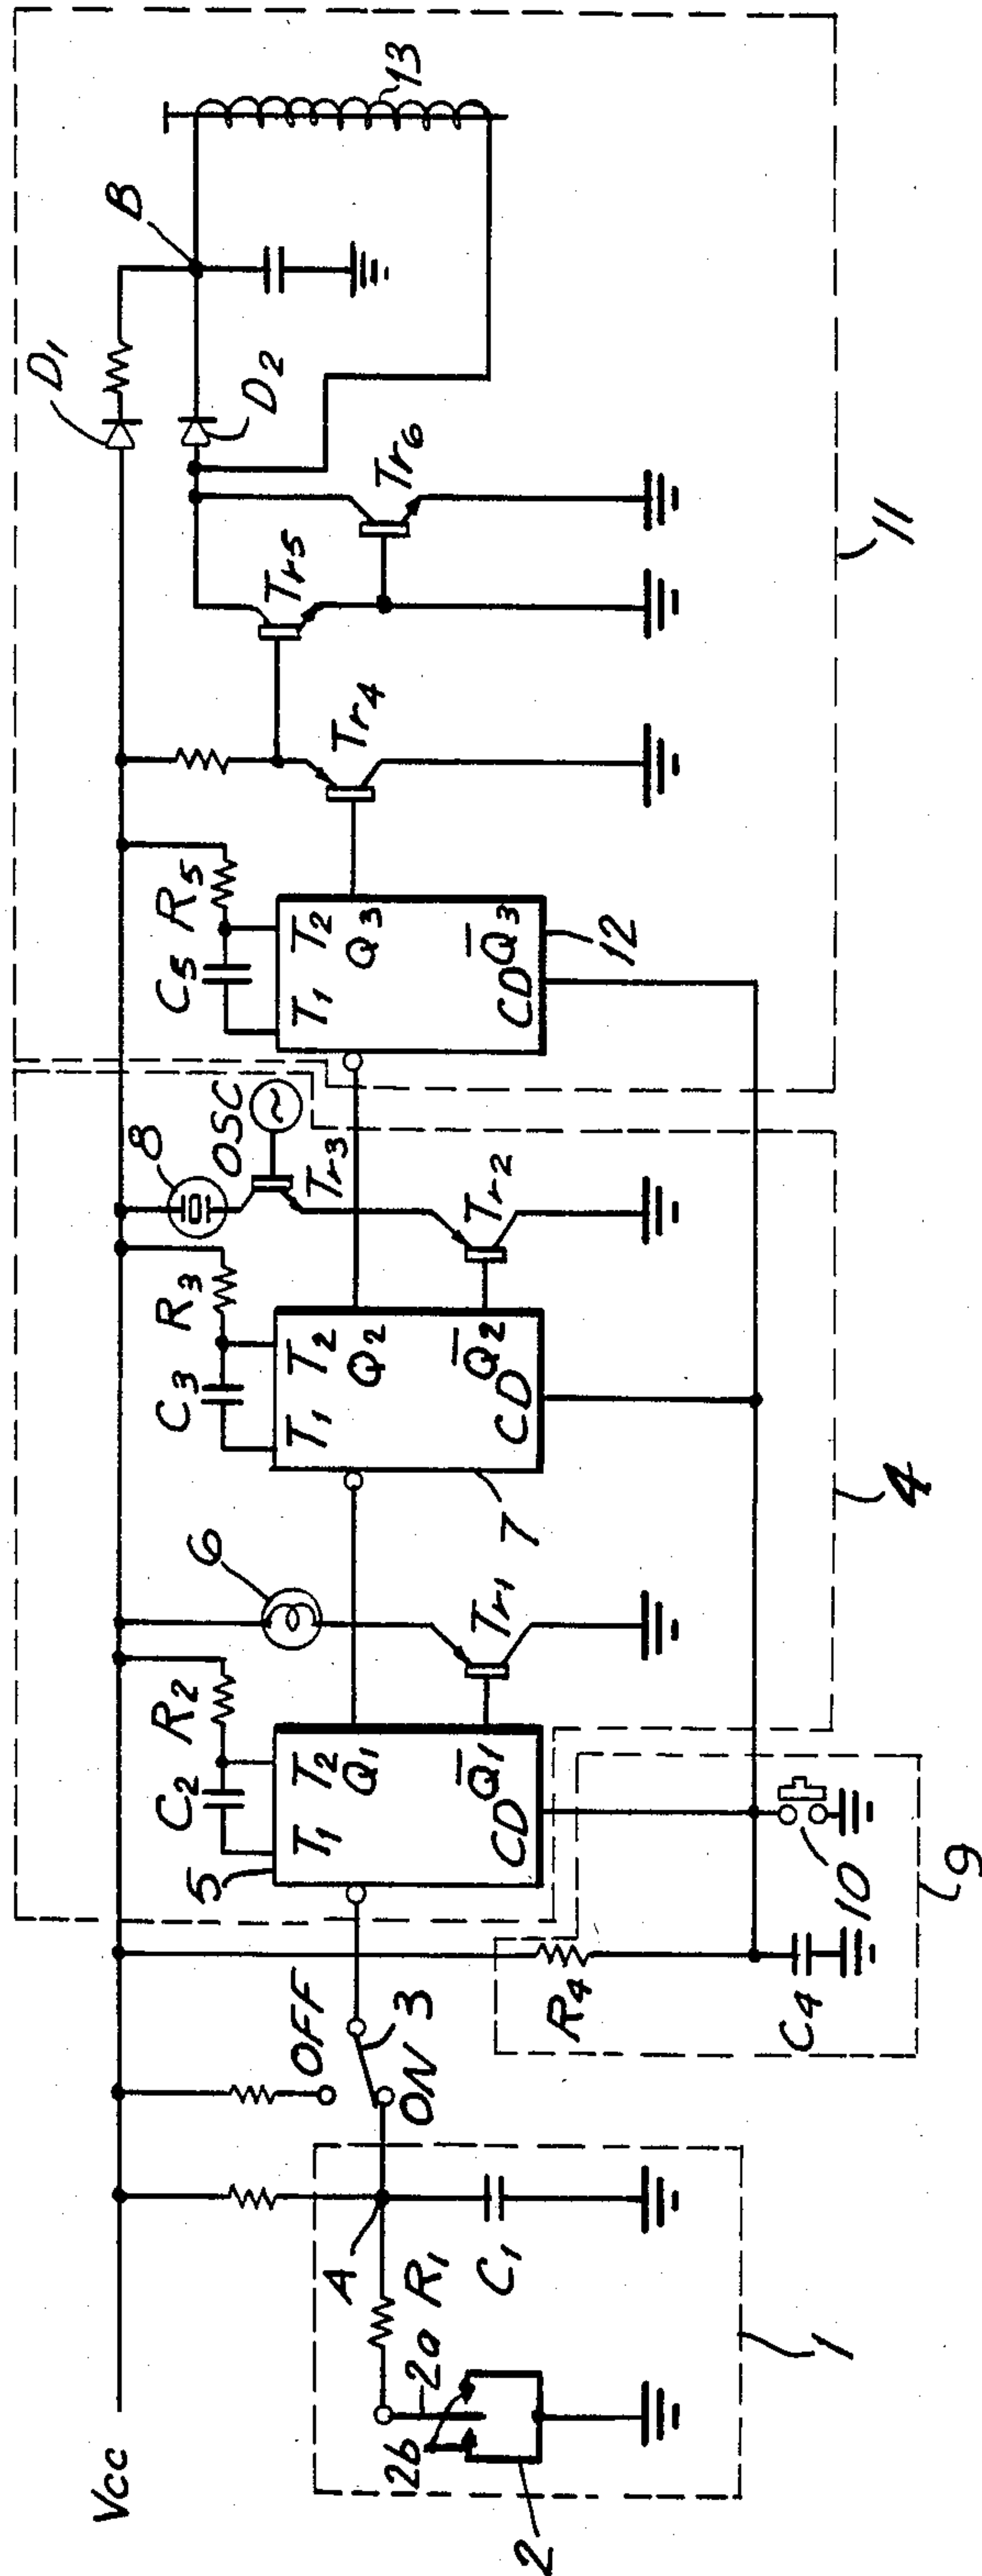 Vcc
2
2b
2a
1
A
R1
C1
OFF
ON
3
R4
C4
10
9
5
C2
R2
T1
T2
Q1
Q̅1
CD
6
Tr1
7
C3
R3
T1
T2
Q2
Q̅2
CD
8
OSC
Tr3
Tr2
4
C5
R5
T1
T2
Q3
Q̅3
CD
12
Tr4
Tr5
Tr6
D1
D2
B
13
11